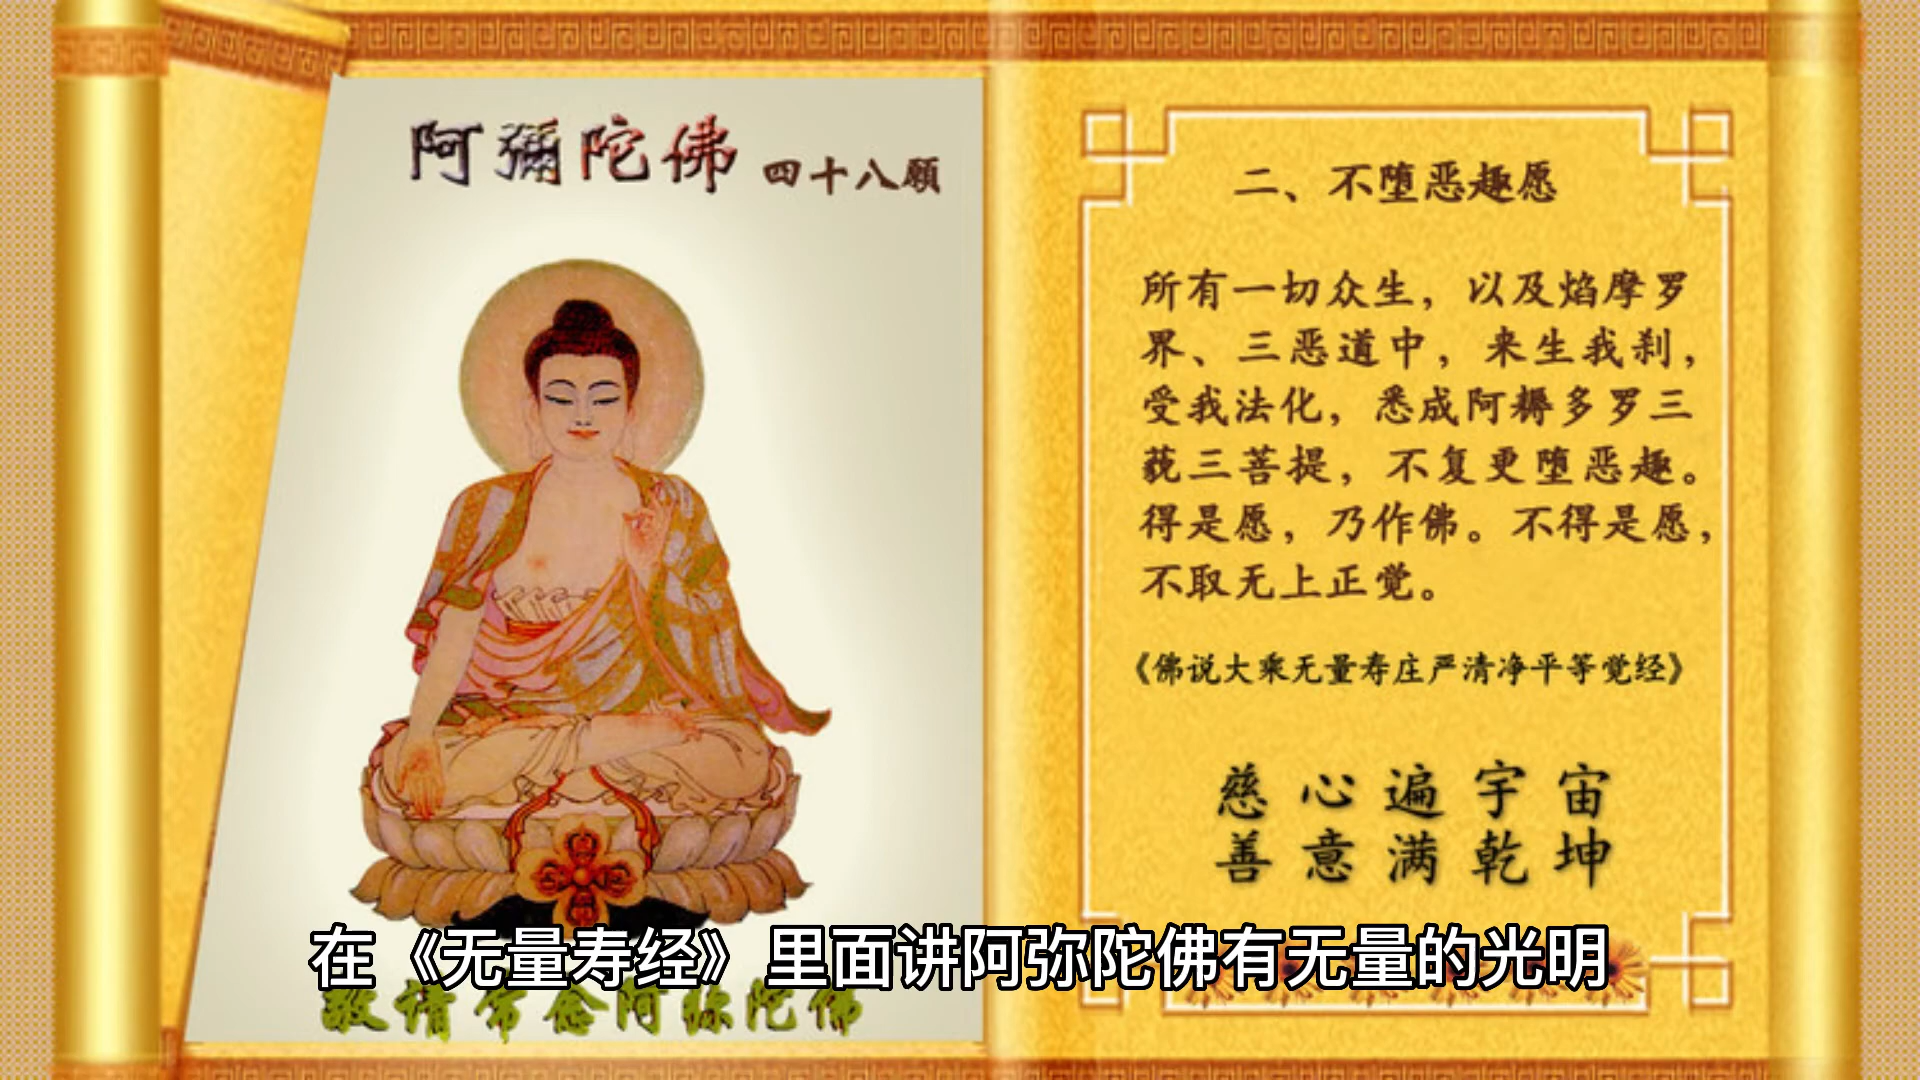 阿彌陀佛 四十八願
二、不堕恶趣愿
所有一切众生，以及焰摩罗
界、三恶道中，来生我刹，
受我法化，悉成阿耨多罗三
藐三菩提，不复更堕恶趣。
得是愿，乃作佛。不得是愿，
不取无上正觉。
《佛说大乘无量寿庄严清净平等觉经》
慈心遍宇宙
善意满乾坤
在《无量寿经》里面讲阿弥陀佛有无量的光明
敬请常念阿弥陀佛